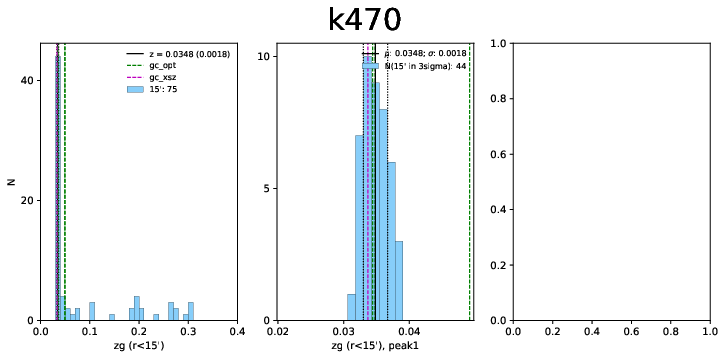 k470
z = 0.0348 (0.0018)
gc_opt
gc_xsz
15': 75
N
0
20
40
0.0 0.1 0.2 0.3 0.4
zg (r<15')
μ: 0.0348; σ: 0.0018
N(15' in 3sigma): 44
0
5
10
0.02 0.03 0.04
zg (r<15'), peak1
0.0
0.2
0.4
0.6
0.8
1.0
0.0 0.2 0.4 0.6 0.8 1.0